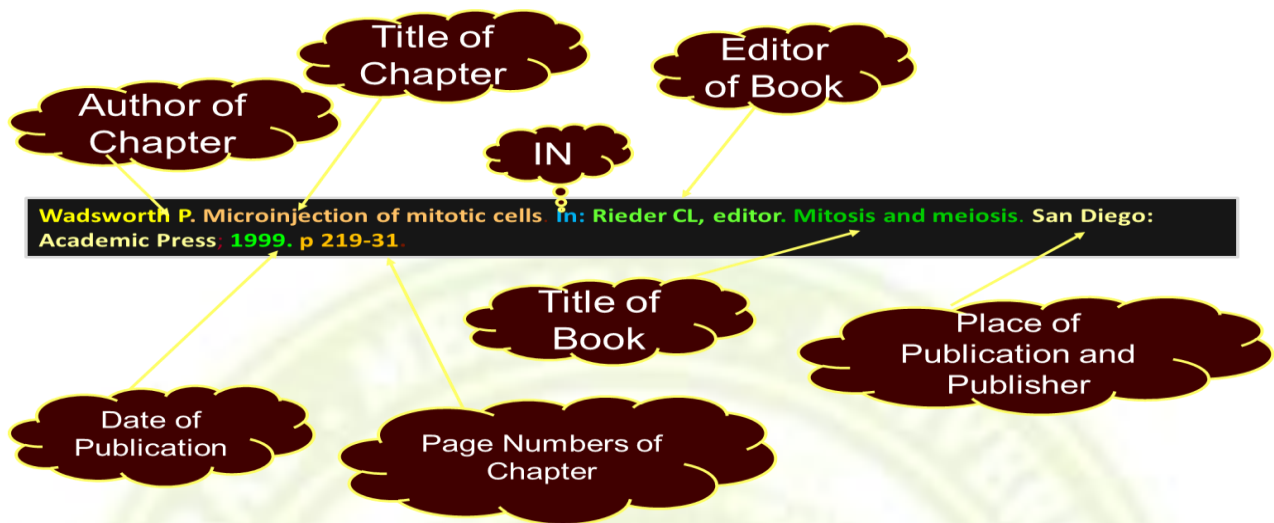 Title of
Chapter
Editor
of Book
Author of
Chapter
IN
Wadsworth P. Microinjection of mitotic cells. In: Rieder CL, editor. Mitosis and meiosis. San Diego:
Academic Press; 1999. p 219-31.
Title of
Book
Place of
Publication and
Publisher
Date of
Publication
Page Numbers of
Chapter